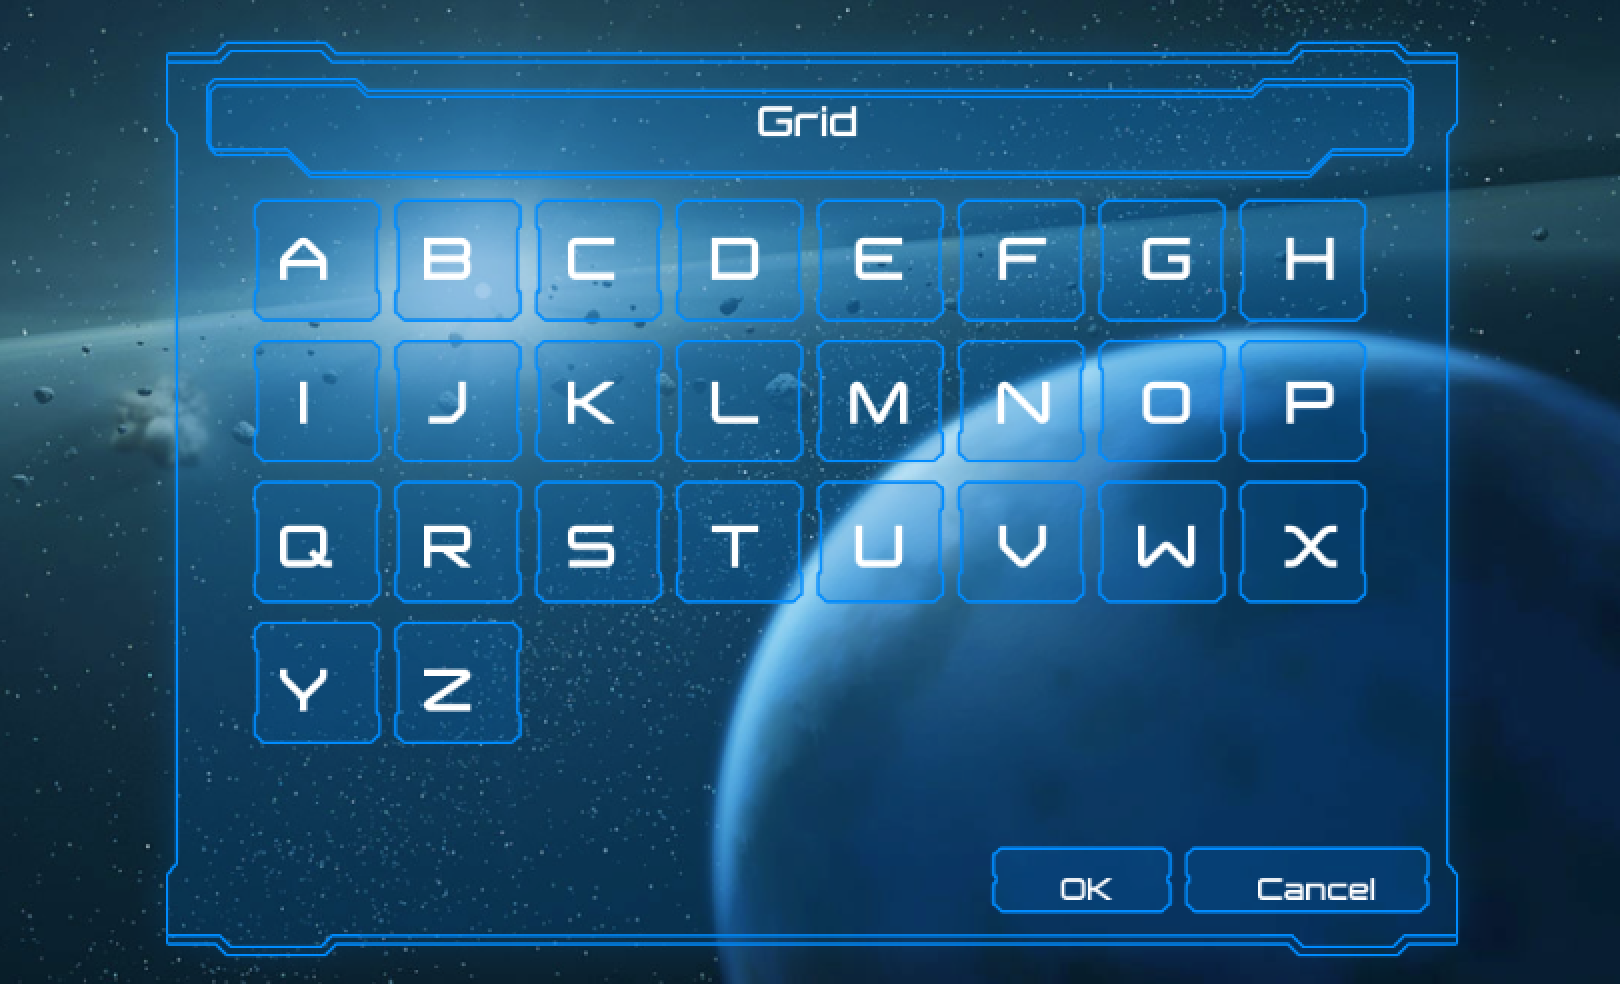 Grid
A B C D E F G H
I J K L M N O P
Q R S T U V W X
Y Z
OK Cancel